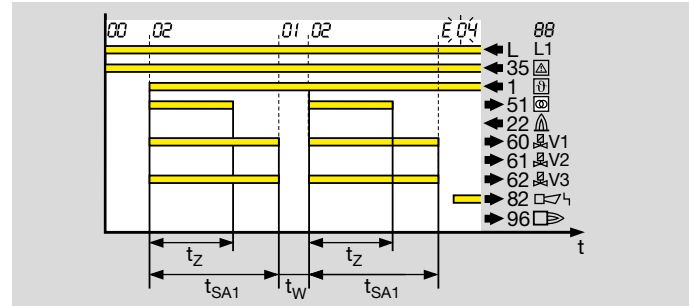 00 02 01 02 E 04 88
L L1
35
1 ϑ
51
22
60 V1
61 V2
62 V3
82
96
t
tZ tZ
tSA1 tW tSA1